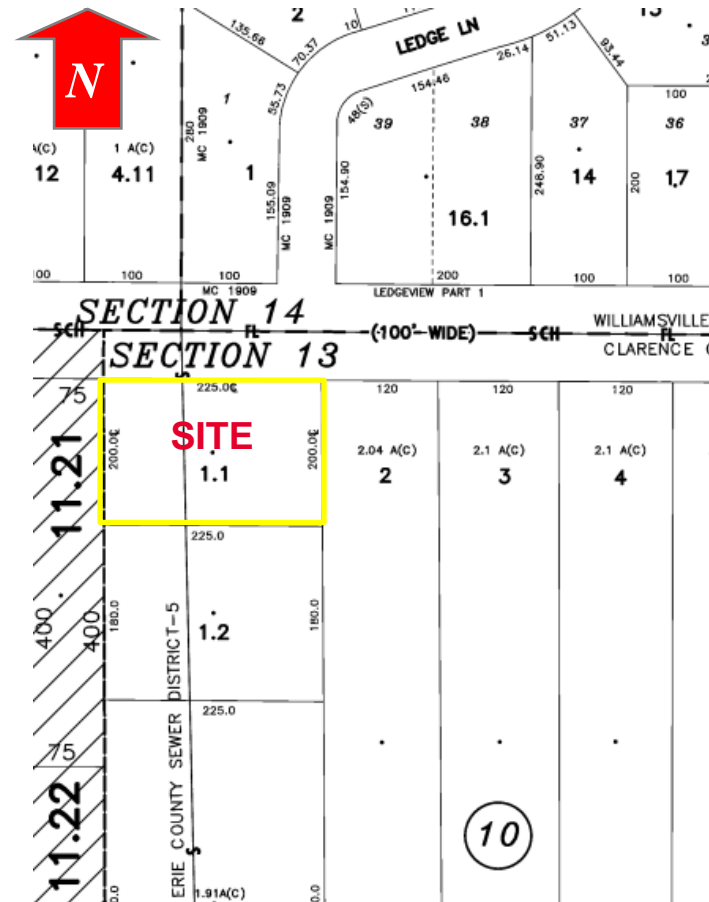 N
2
135.66
10
70.37
LEDGE LN
26.14
51.13
93.44
154.46
55.73
48(S)
1
39
38
37
36
100
280
MC 1909
1 A(C)
12
4.11
1
155.09
MC 1909
154.90
MC 1909
248.90
14
200
17
16.1
100
100
200
100
100
MC 1909
LEDGEVIEW PART 1
SECTION 14
SCH
FL
(100'-WIDE)
SCH
FL
WILLIAMSVILLE
SECTION 13
CLARENCE
S
75
225.0
120
120
120
SITE
200.0
200.0
11.21
1.1
2.04 A(C)
2
2.1 A(C)
3
2.1 A(C)
4
225.0
180.0
180.0
400
400
1.2
225.0
ERIE COUNTY SEWER DISTRICT-5
75
11.22
S
10
1.91A(C)